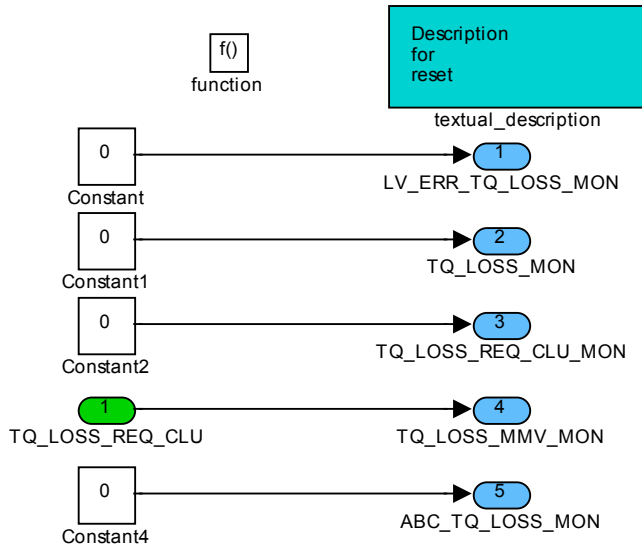 f()
function
Description
for
reset
textual_description
0
Constant
1
LV_ERR_TQ_LOSS_MON
0
Constant1
2
TQ_LOSS_MON
0
Constant2
3
TQ_LOSS_REQ_CLU_MON
1
TQ_LOSS_REQ_CLU
4
TQ_LOSS_MMV_MON
0
Constant4
5
ABC_TQ_LOSS_MON